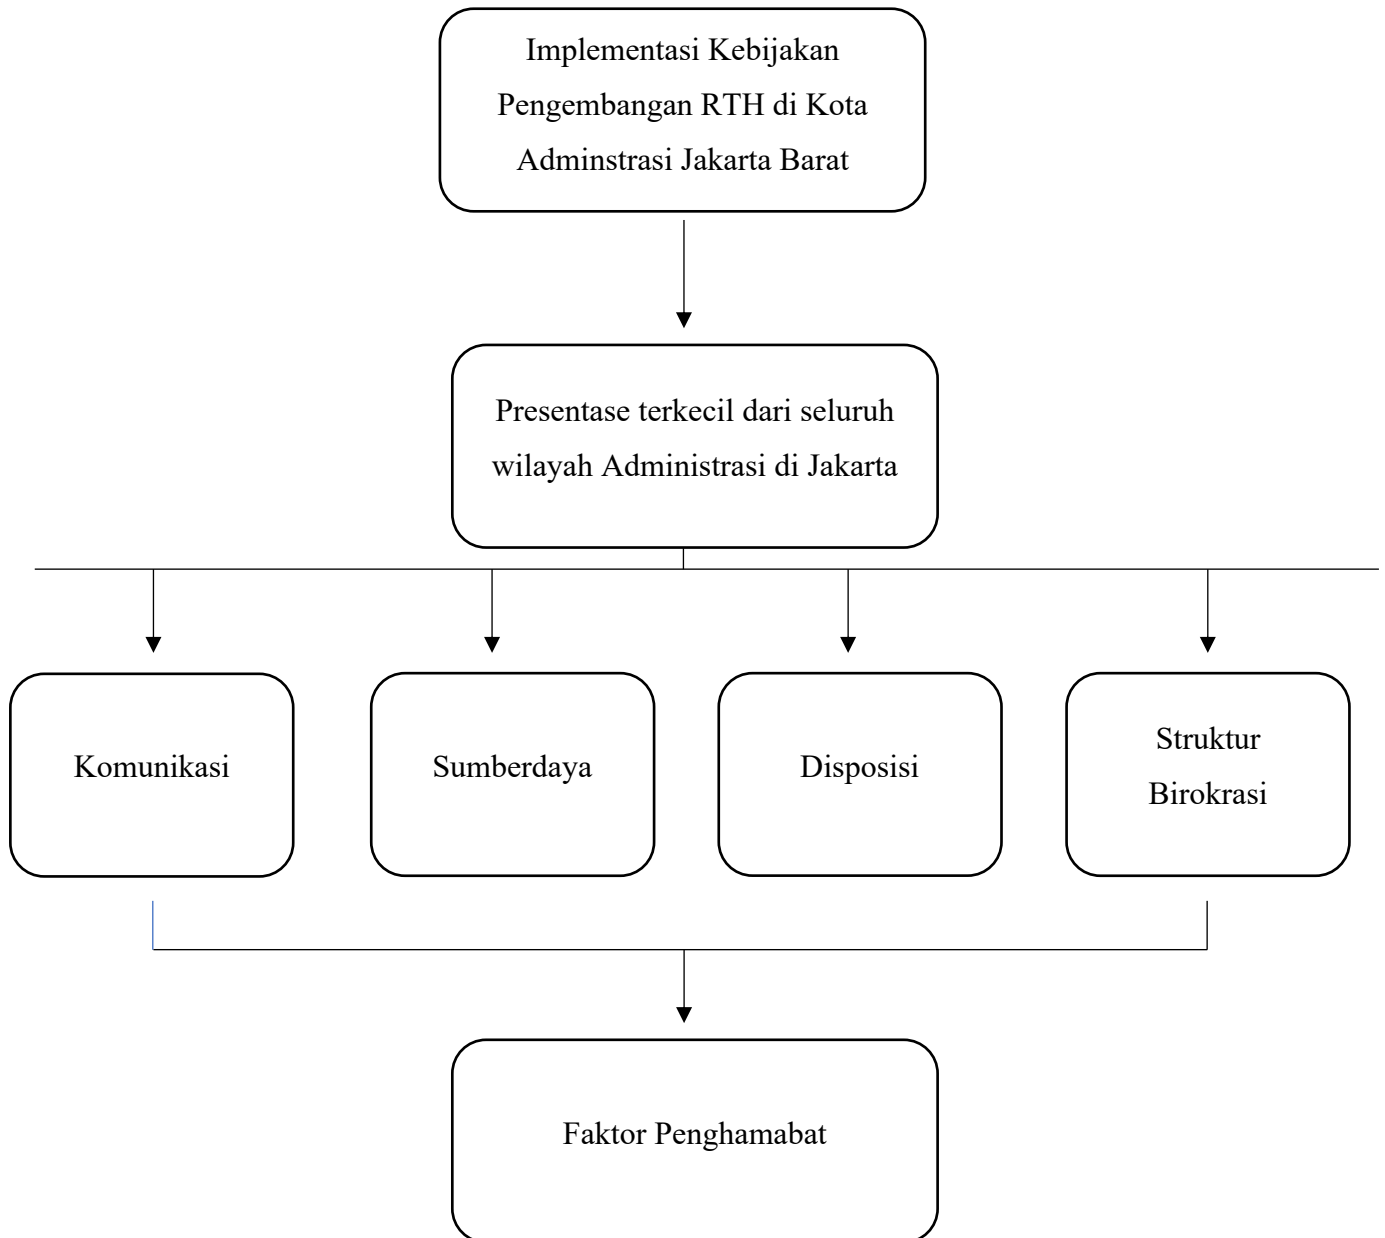 Implementasi Kebijakan
Pengembangan RTH di Kota
Adminstrasi Jakarta Barat
Presentase terkecil dari seluruh
wilayah Administrasi di Jakarta
Komunikasi
Sumberdaya
Disposisi
Struktur
Birokrasi
Faktor Penghamabat